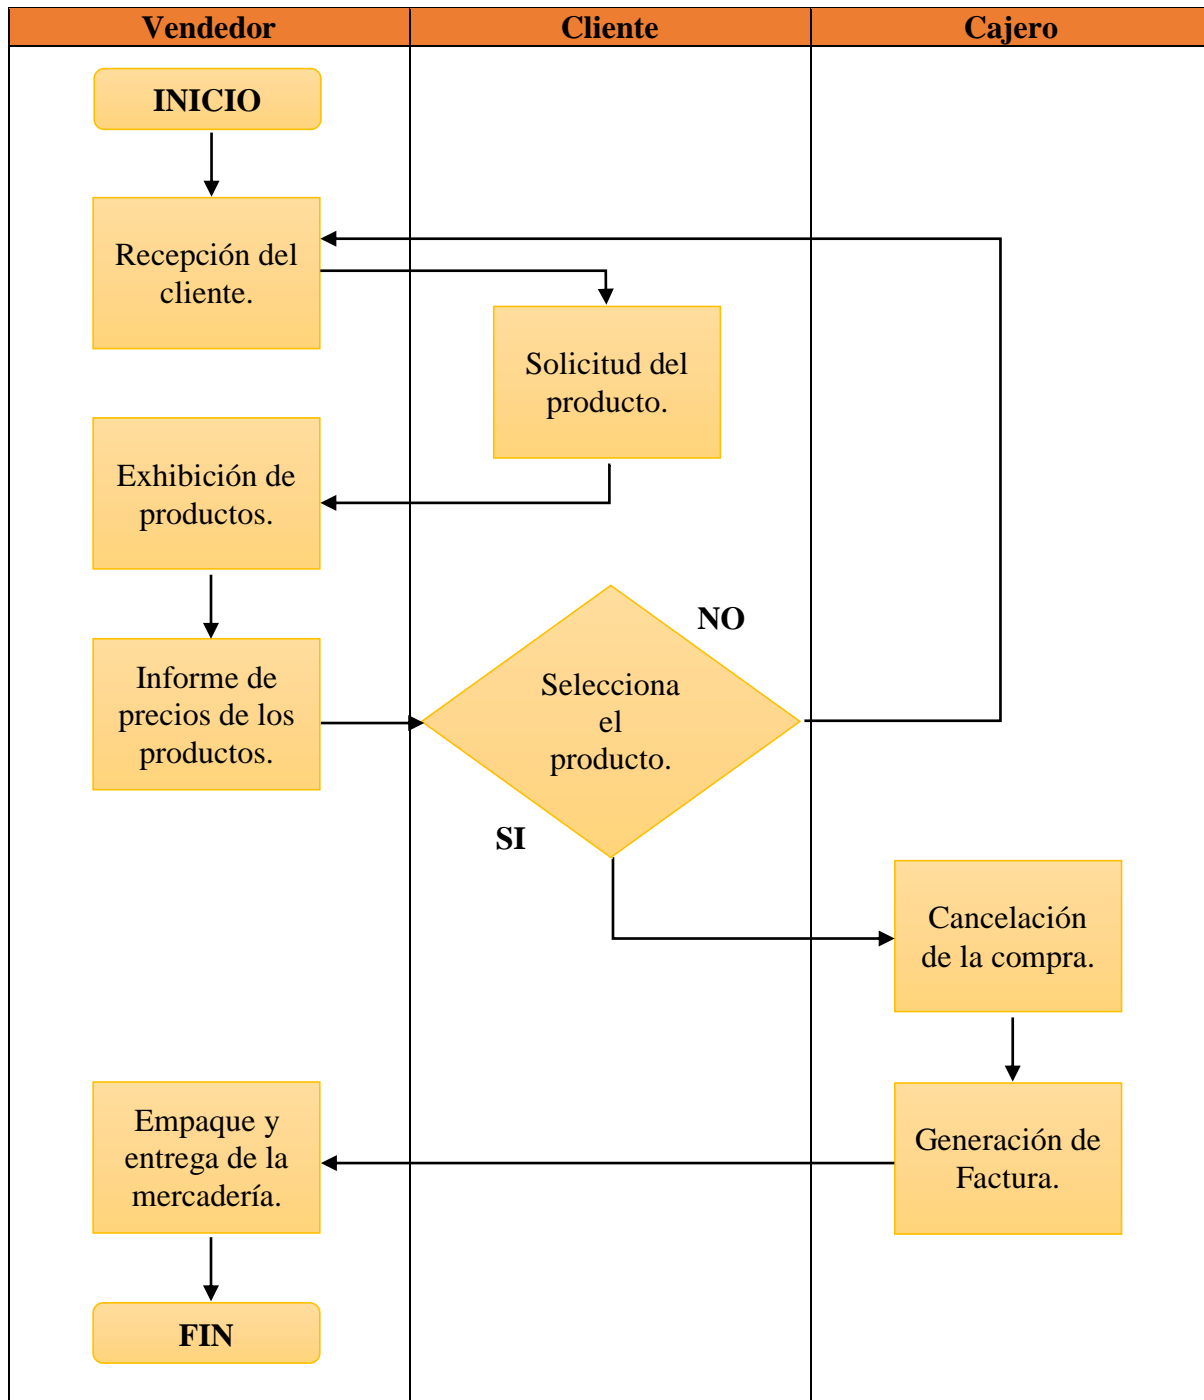 Vendedor
Cliente
Cajero
INICIO
Recepción del
cliente.
Solicitud del
producto.
Exhibición de
productos.
Informe de
precios de los
productos.
NO
Selecciona
el
producto.
SI
Cancelación
de la compra.
Generación de
Factura.
Empaque y
entrega de la
mercadería.
FIN